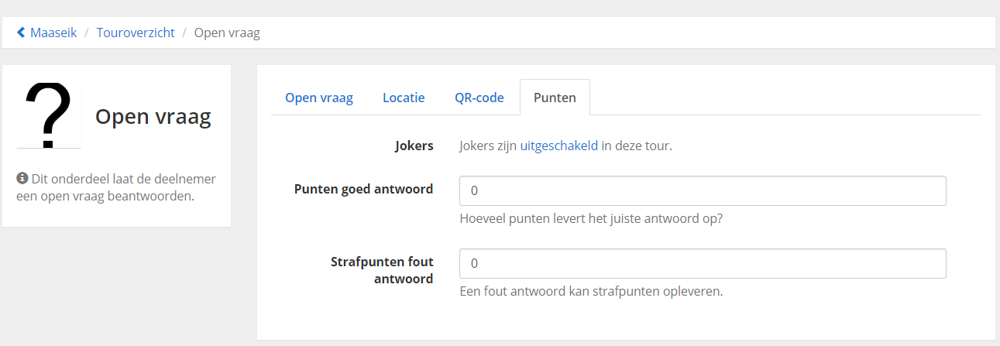 Maaseik / Touroverzicht / Open vraag
Open vraag
Dit onderdeel laat de deelnemer
een open vraag beantwoorden.
Open vraag Locatie QR-code Punten
Jokers Jokers zijn uitgeschakeld in deze tour.
Punten goed antwoord 0
Hoeveel punten levert het juiste antwoord op?
Strafpunten fout
antwoord
0
Een fout antwoord kan strafpunten opleveren.